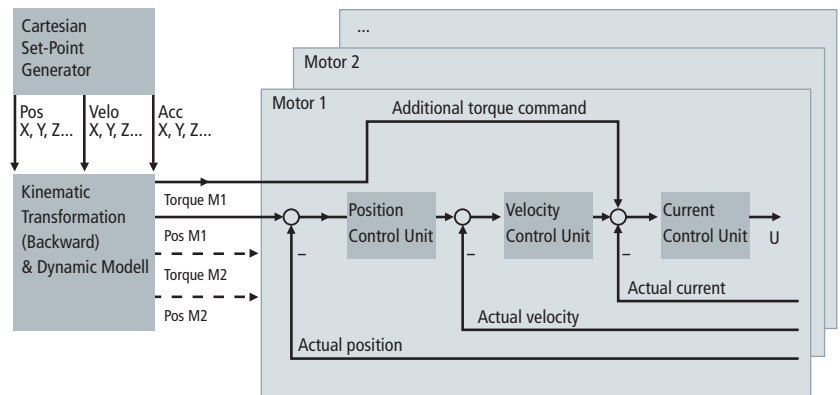 Cartesian
Set-Point
Generator
...
Motor 2
Motor 1
Pos
X, Y, Z...
Velo
X, Y, Z...
Acc
X, Y, Z...
Additional torque command
Kinematic
Transformation
(Backward)
& Dynamic Modell
Torque M1
Pos M1
Torque M2
Pos M2
Position
Control Unit
Velocity
Control Unit
Current
Control Unit
U
–
–
–
Actual current
Actual velocity
Actual position